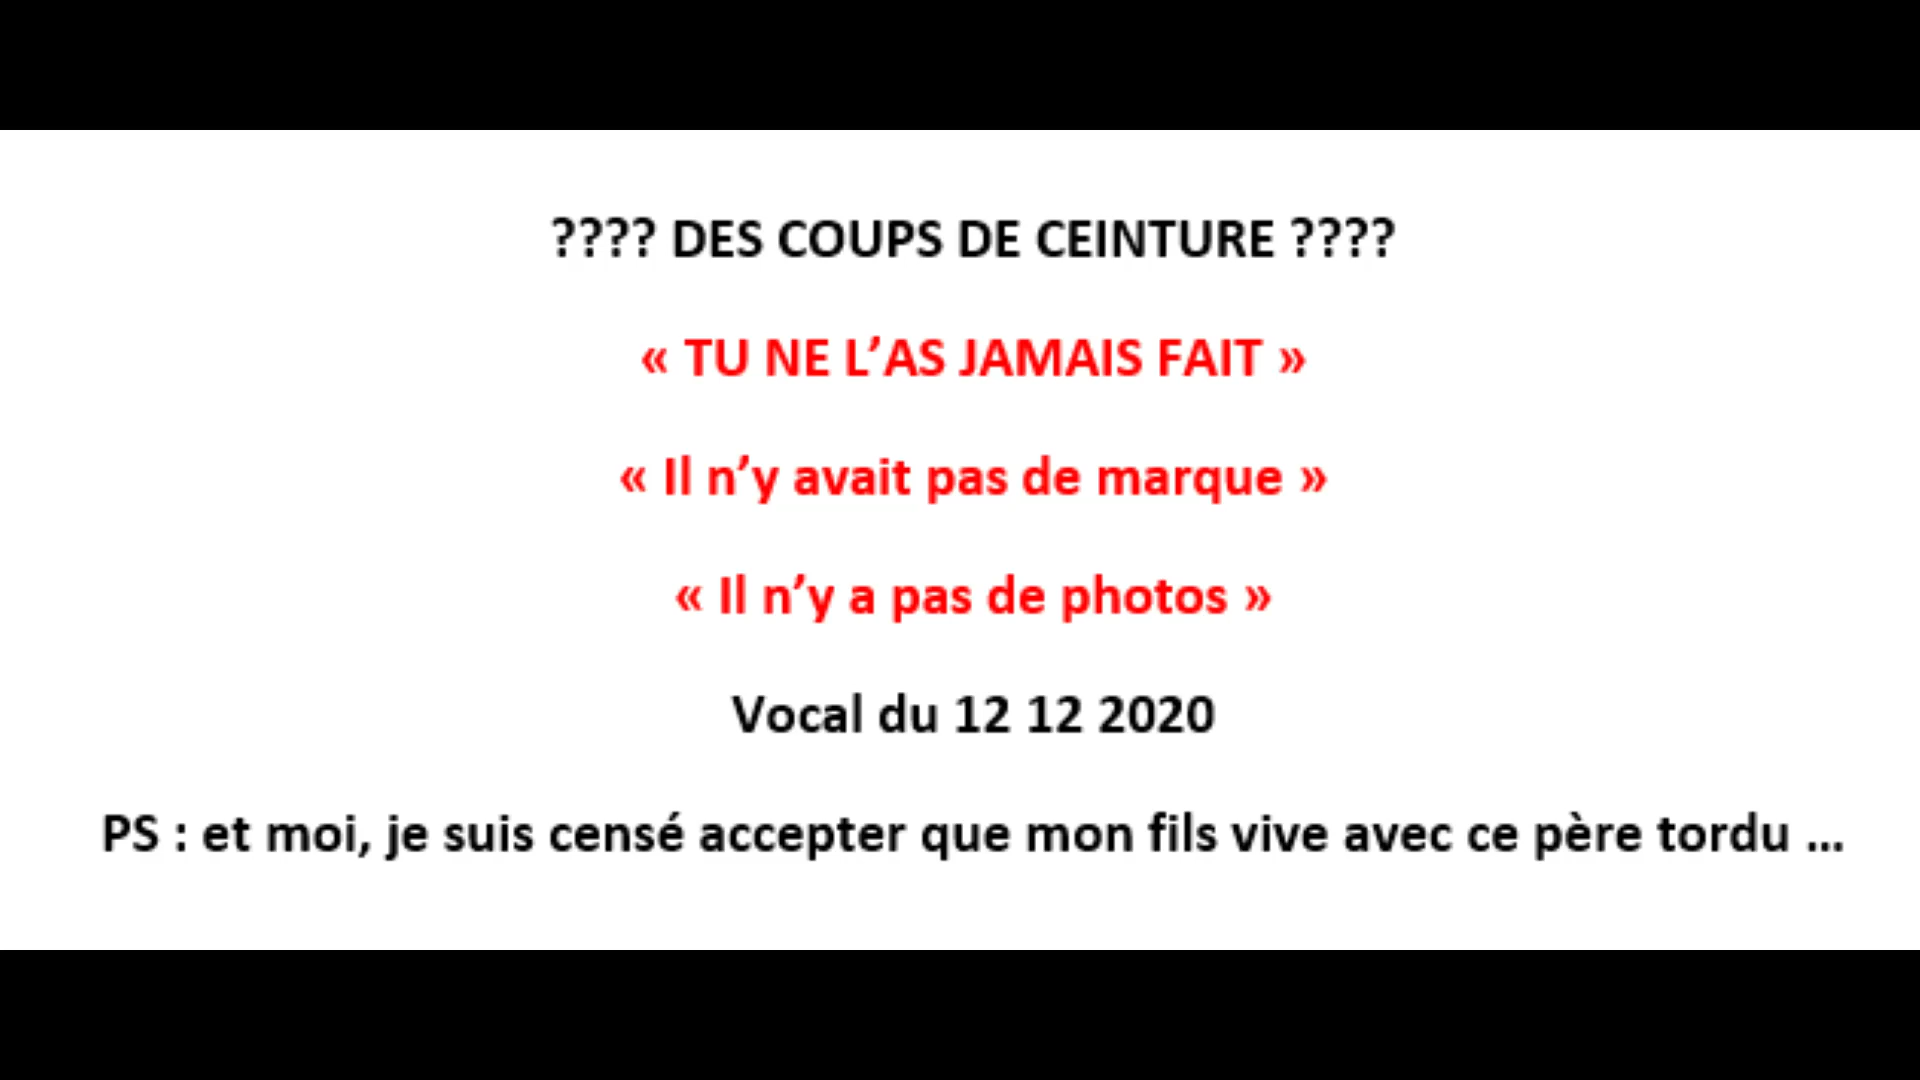 ???? DES COUPS DE CEINTURE ????
« TU NE L’AS JAMAIS FAIT »
« Il n’y avait pas de marque »
« Il n’y a pas de photos »
Vocal du 12 12 2020
PS : et moi, je suis censé accepter que mon fils vive avec ce père tordu ...